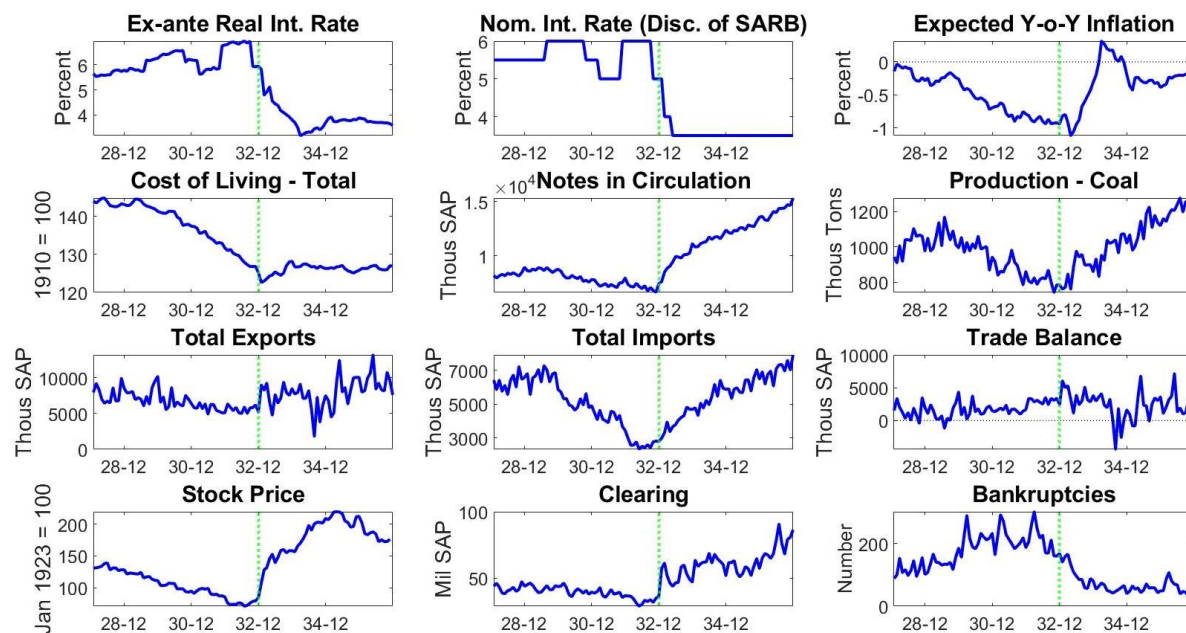 Ex-ante Real Int. Rate
Percent
6
4
28-12 30-12 32-12 34-12
Nom. Int. Rate (Disc. of SARB)
Percent
6
5
4
28-12 30-12 32-12 34-12
Expected Y-o-Y Inflation
Percent
0
-0.5
-1
28-12 30-12 32-12 34-12
Cost of Living - Total
1910 = 100
140
130
120
28-12 30-12 32-12 34-12
Notes in Circulation
×10⁴
Thous SAP
1.5
1
28-12 30-12 32-12 34-12
Production - Coal
Thous Tons
1200
1000
800
28-12 30-12 32-12 34-12
Total Exports
Thous SAP
10000
5000
0
28-12 30-12 32-12 34-12
Total Imports
Thous SAP
7000
5000
3000
28-12 30-12 32-12 34-12
Trade Balance
Thous SAP
10000
5000
0
28-12 30-12 32-12 34-12
Stock Price
Jan 1923 = 100
200
150
100
28-12 30-12 32-12 34-12
Clearing
Mil SAP
100
50
28-12 30-12 32-12 34-12
Bankruptcies
Number
200
0
28-12 30-12 32-12 34-12